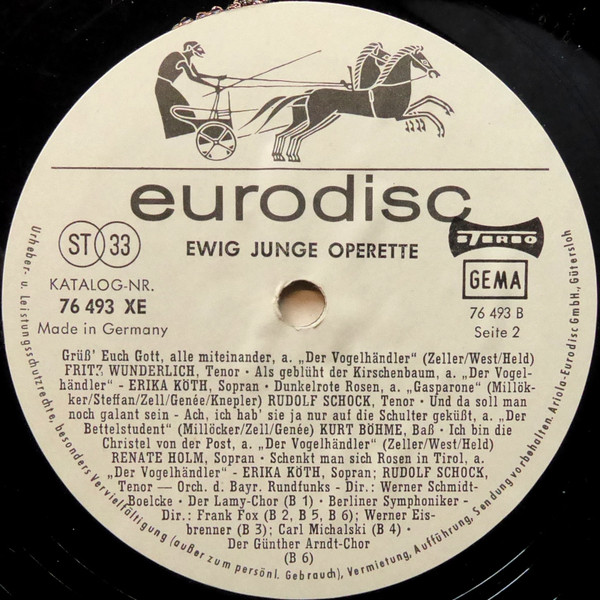 eurodisc
ST 33
EWIG JUNGE OPERETTE
STEREO
KATALOG-NR.
76 493 XE
Made in Germany
GEMA
76 493 B
Seite 2
Grüß' Euch Gott, alle miteinander, a. „Der Vogelhändler" (Zeller/West/Held)
FRITZ WUNDERLICH, Tenor · Als geblüht der Kirschenbaum, a. „Der Vogel-
händler" - ERIKA KÖTH, Sopran · Dunkelrote Rosen, a. „Gasparone" (Millök-
ker/Steffan/Zell/Genée/Knepler) RUDOLF SCHOCK, Tenor · Und da soll man
noch galant sein - Ach, ich hab' sie ja nur auf die Schulter geküßt, a. „Der
Bettelstudent" (Millöcker/Zell/Genée) KURT BÖHME, Baß · Ich bin die
Christel von der Post, a. „Der Vogelhändler" (Zeller/West/Held)
RENATE HOLM, Sopran · Schenkt man sich Rosen in Tirol, a.
„Der Vogelhändler" - ERIKA KÖTH, Sopran; RUDOLF SCHOCK,
Tenor — Orch. d. Bayr. Rundfunks - Dir.: Werner Schmidt-
Boelcke · Der Lamy-Chor (B 1) · Berliner Symphoniker -
Dir.: Frank Fox (B 2, B 5, B 6); Werner Eis-
brenner (B 3); Carl Michalski (B 4) ·
Der Günther Arndt-Chor
(B 6)
Urheber- u. Leistungsschutzrechte, besonders Vervielfältigung (außer zum persönl. Gebrauch), Vermietung, Aufführung, Sendung vorbehalten. Ariola-Eurodisc GmbH., Gütersloh